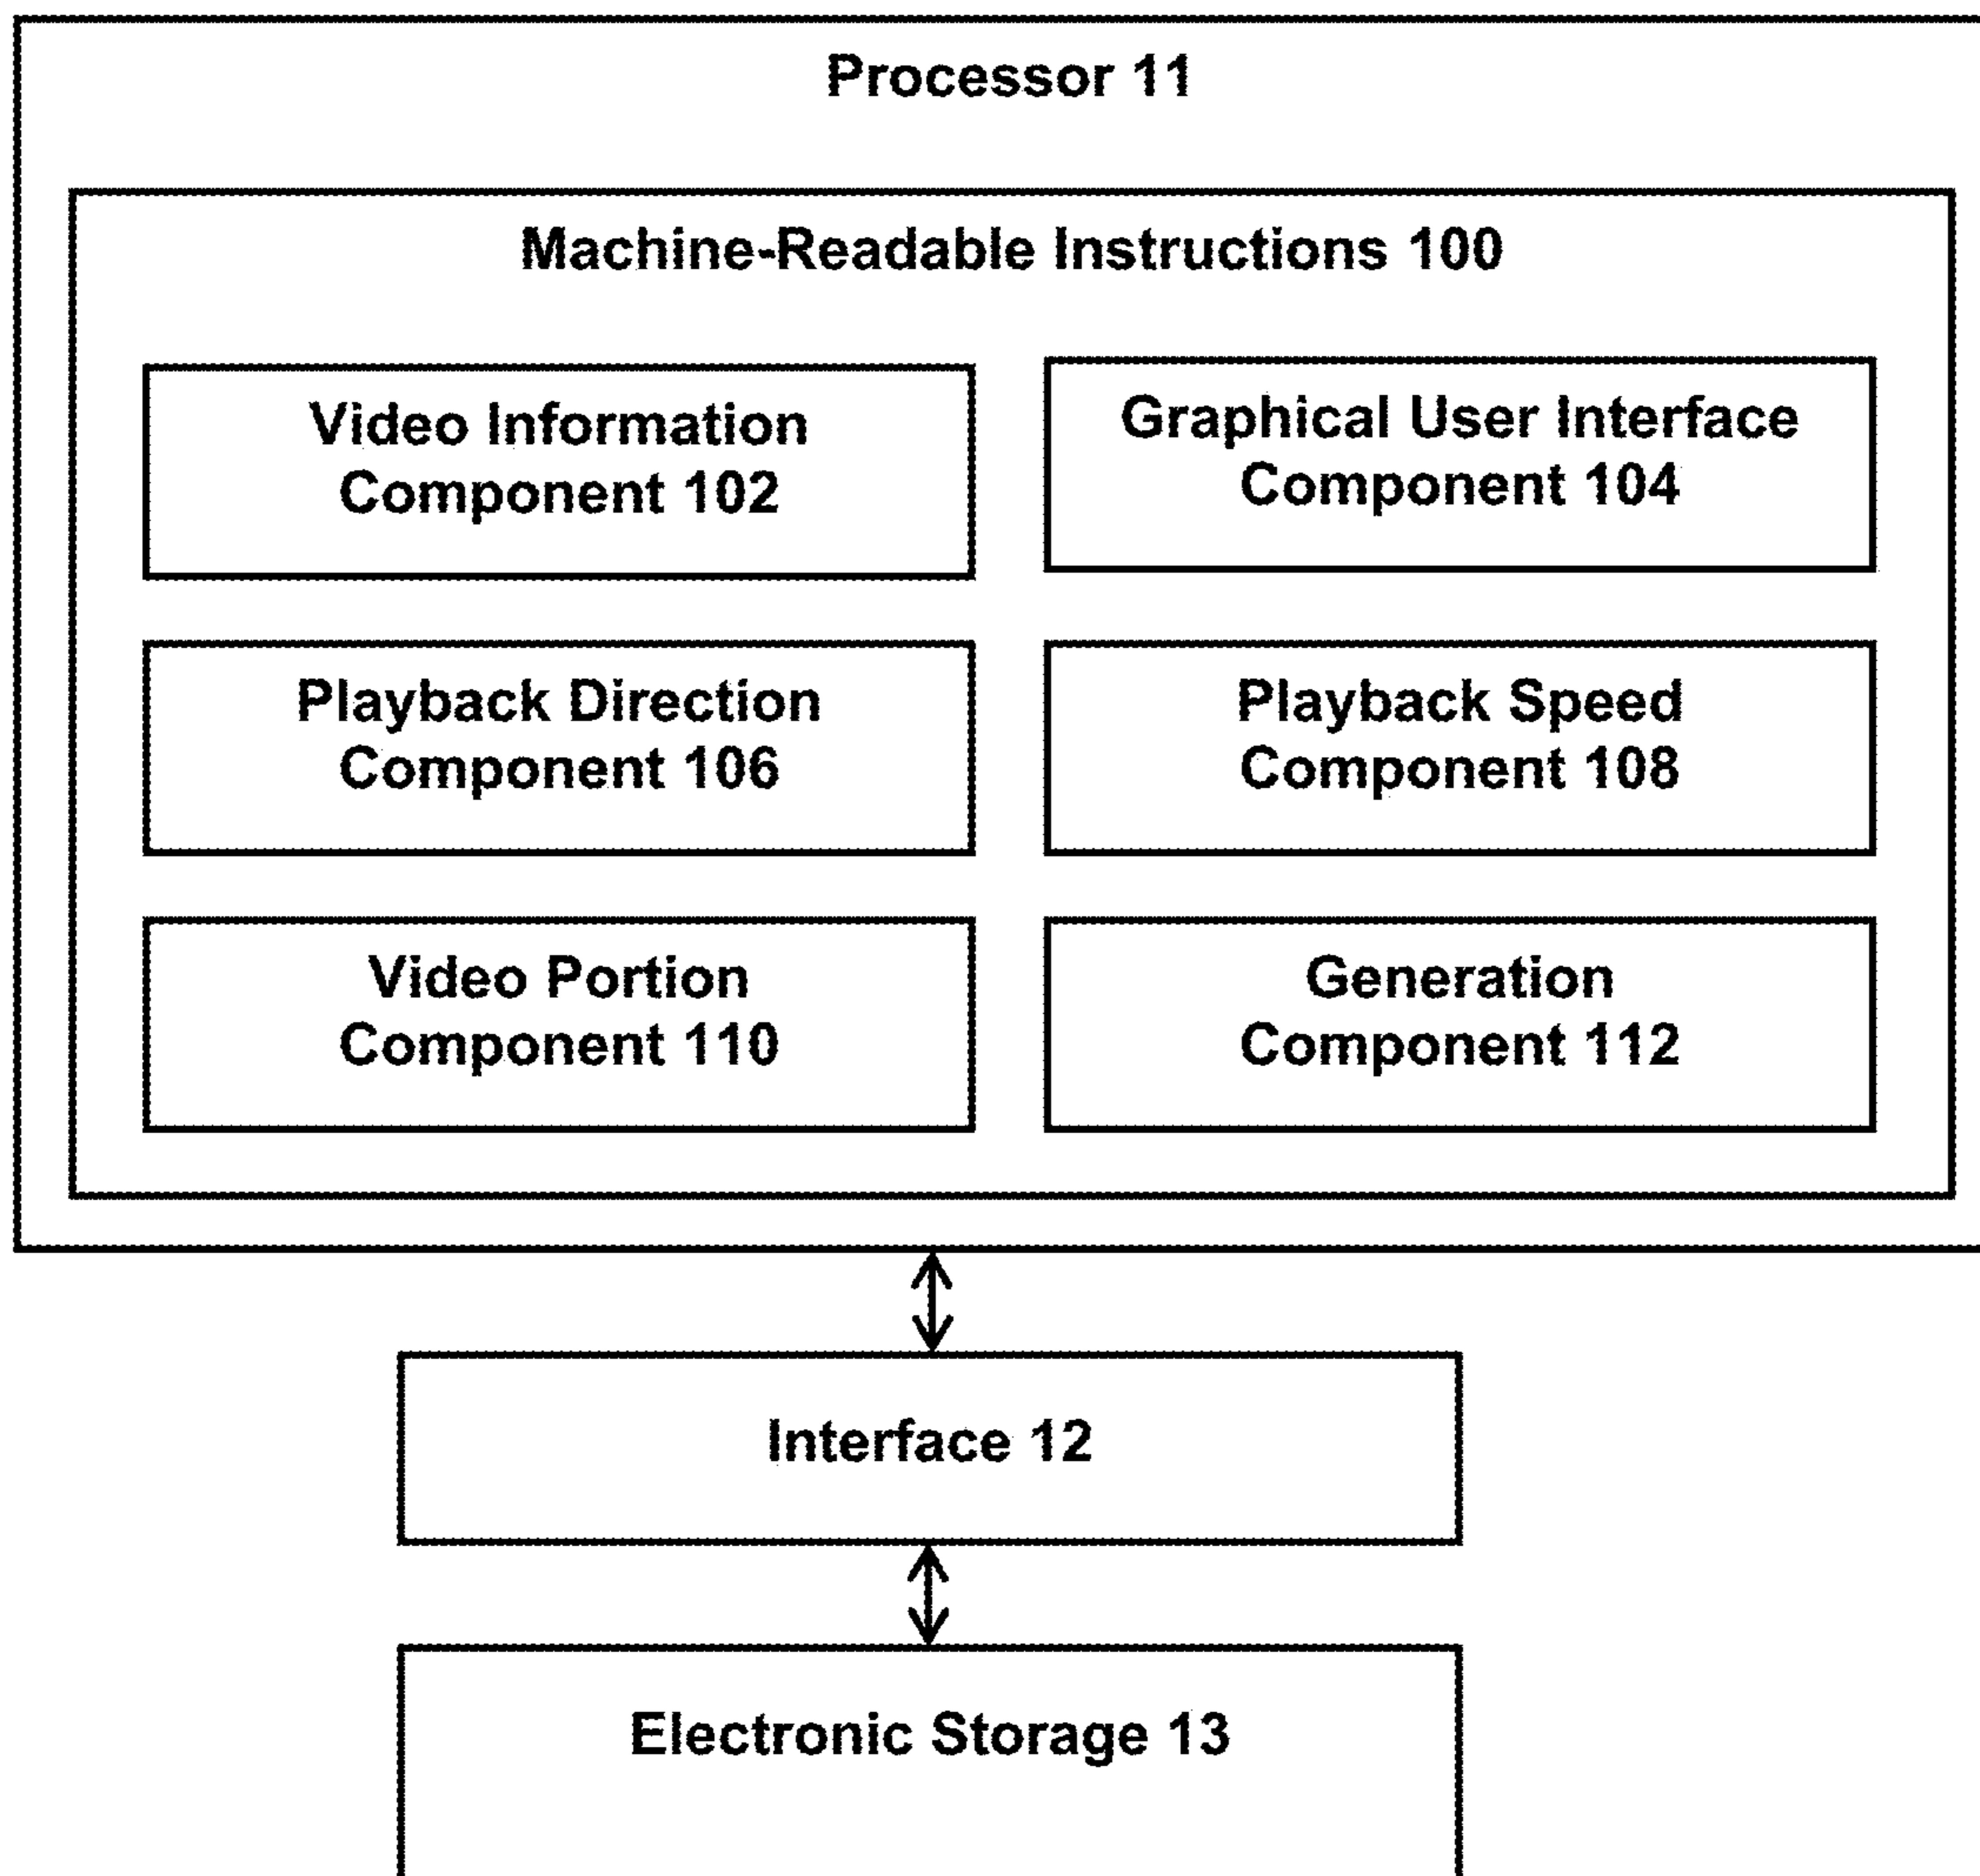 Processor 11
Machine-Readable Instructions 100
Video Information
Component 102
Graphical User Interface
Component 104
Playback Direction
Component 106
Playback Speed
Component 108
Video Portion
Component 110
Generation
Component 112
Interface 12
Electronic Storage 13